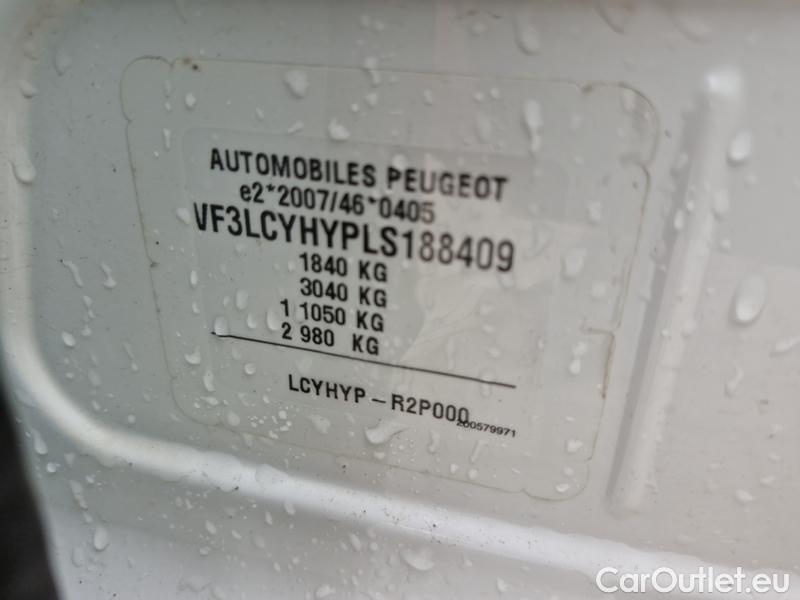 AUTOMOBILES PEUGEOT
e2*2007/46*0405
VF3LCYHYPLS188409
1840 KG
3040 KG
1 1050 KG
2 980 KG
LCYHYP - R2P000
200579971
CarOutlet.eu